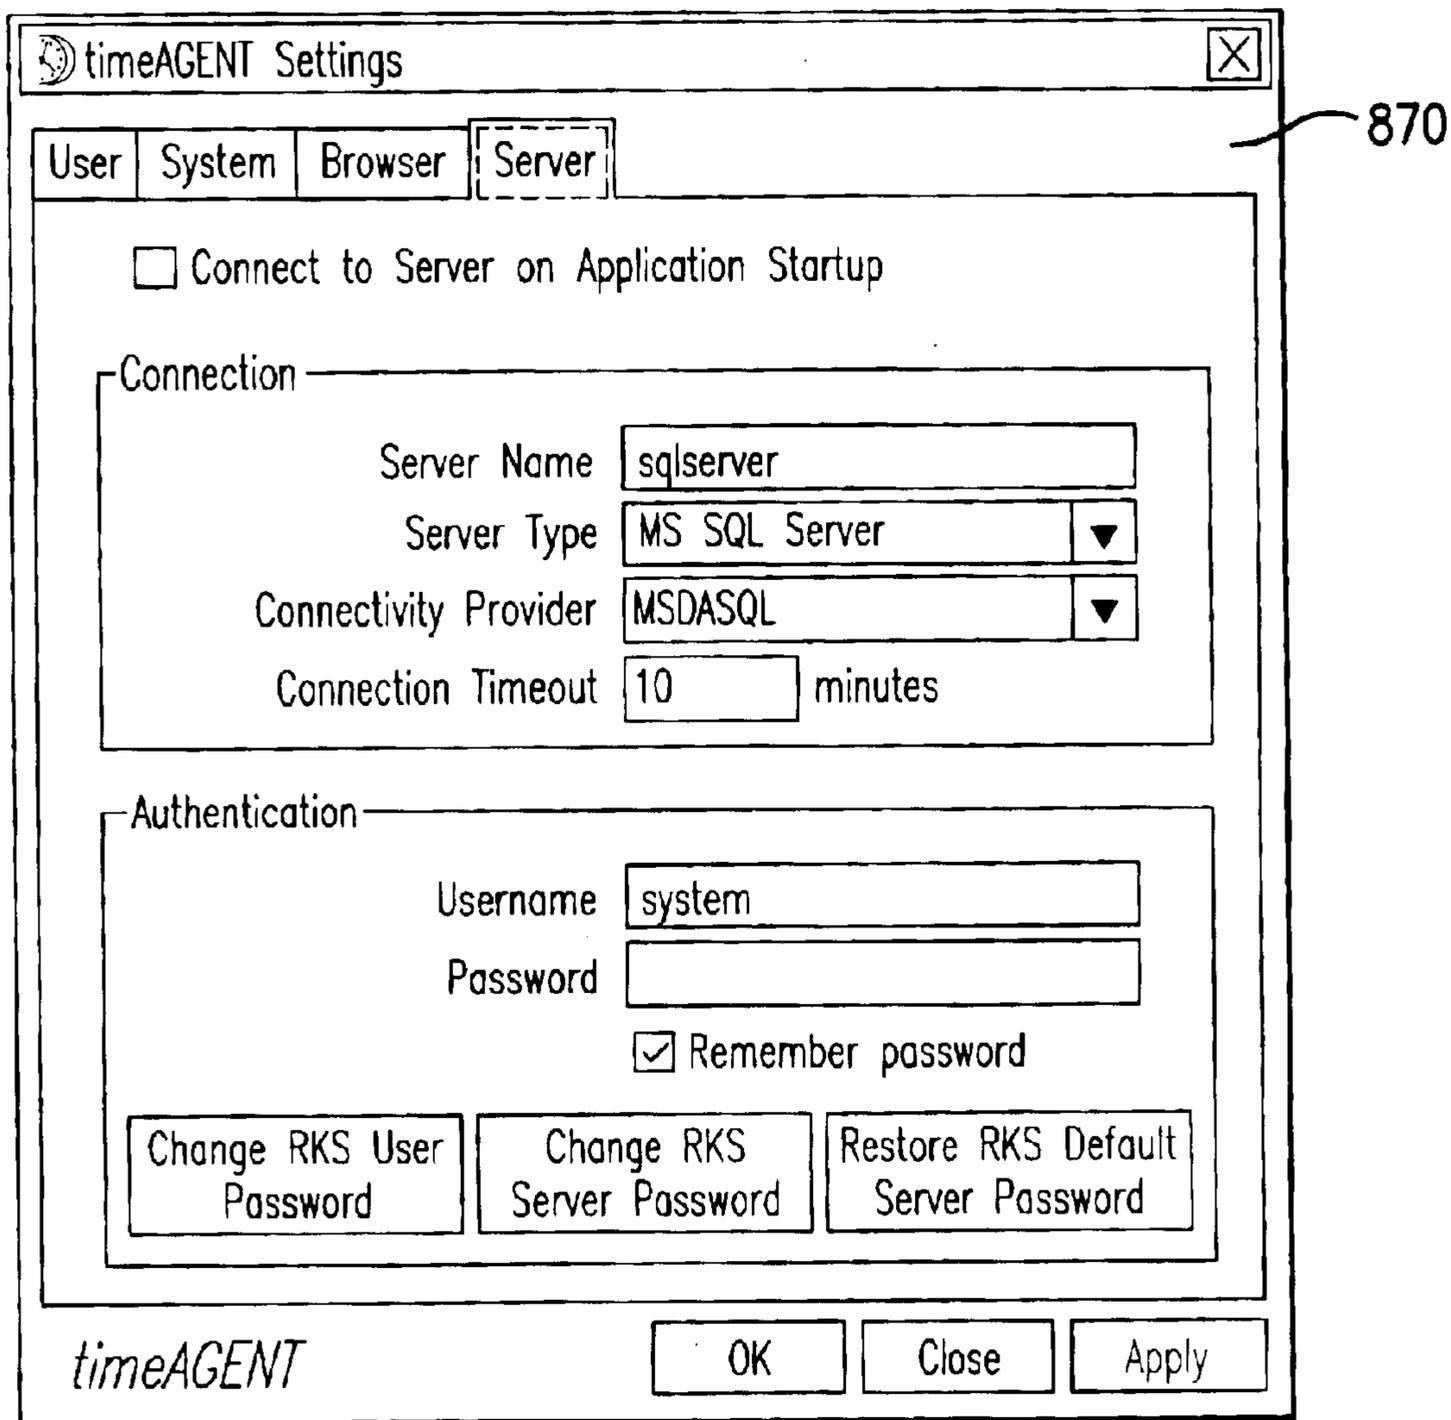 timeAGENT Settings
870
User System Browser Server
Connect to Server on Application Startup
Connection
Server Name sqlserver
Server Type MS SQL Server
Connectivity Provider MSDASQL
Connection Timeout 10 minutes
Authentication
Username system
Password
Remember password
Change RKS User
Password
Change RKS
Server Password
Restore RKS Default
Server Password
timeAGENT OK Close Apply